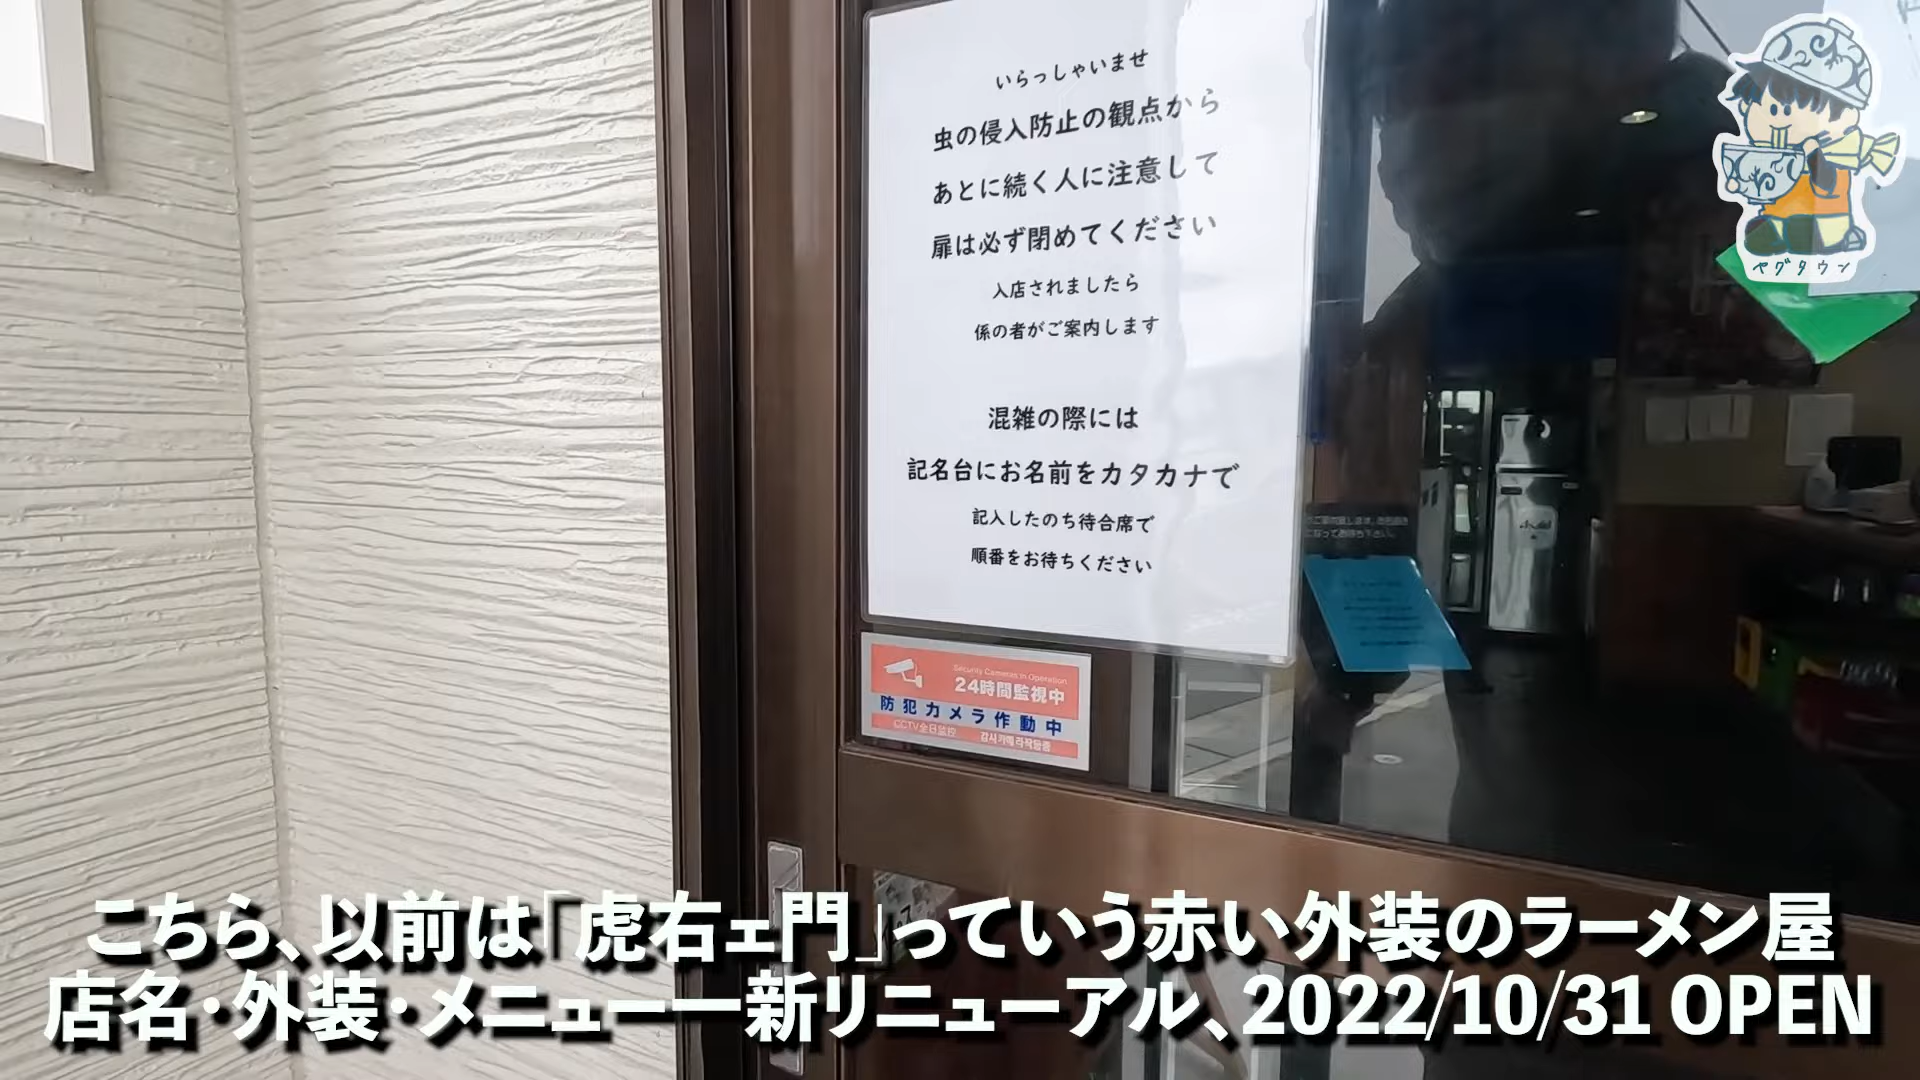 いらっしゃいませ
虫の侵入防止の観点から
あとに続く人に注意して
扉は必ず閉めてください
入店されましたら
係の者がご案内します
混雑の際には
記名台にお名前をカタカナで
記入したのち待合席で
順番をお待ちください
Security Cameras in Operation
24時間監視中
防犯カメラ作動中
CCTV全日監控
ヤグタウン
こちら、以前は「虎右ェ門」っていう赤い外装のラーメン屋
店名・外装・メニュー一新リニューアル、2022/10/31 OPEN